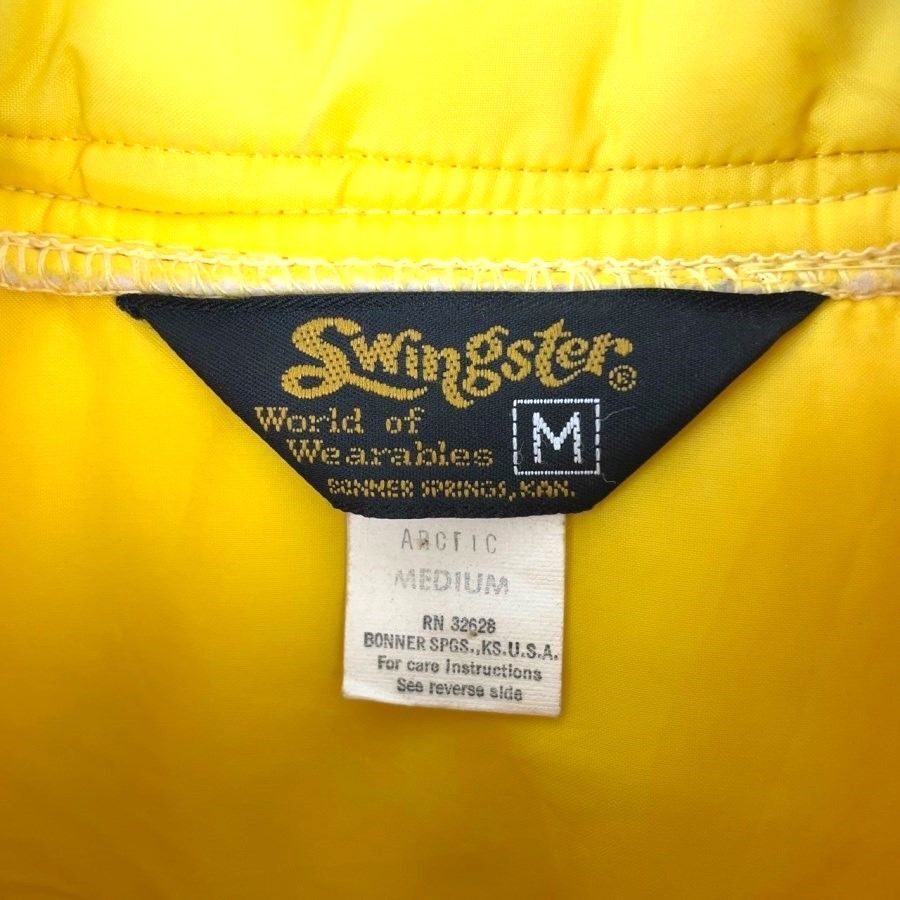 Swingster®
World of
Wearables
M
BONNER SPRINGS, KAN.
ARCTIC
MEDIUM
RN 32628
BONNER SPGS.,KS.U.S.A.
For care Instructions
See reverse side